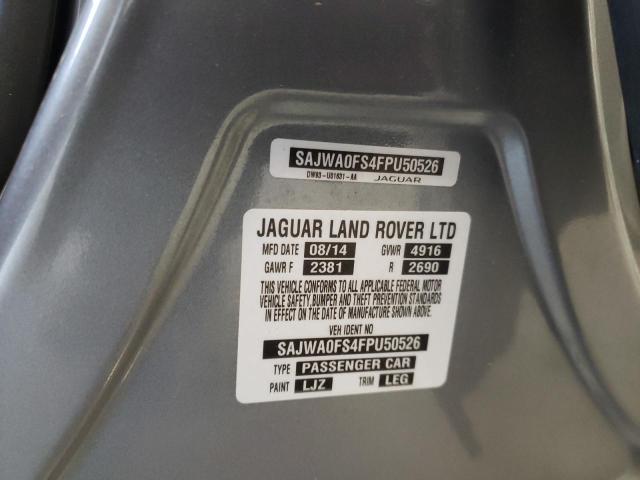 SAJWA0FS4FPU50526
DW93-U01631-AA JAGUAR
JAGUAR LAND ROVER LTD
MFD DATE 08/14 GVWR 4916
GAWR F 2381 R 2690
THIS VEHICLE CONFORMS TO ALL APPLICABLE FEDERAL MOTOR
VEHICLE SAFETY, BUMPER AND THEFT PREVENTION STANDARDS
IN EFFECT ON THE DATE OF MANUFACTURE SHOWN ABOVE.
VEH IDENT NO
SAJWA0FS4FPU50526
TYPE PASSENGER CAR
PAINT LJZ TRIM LEG